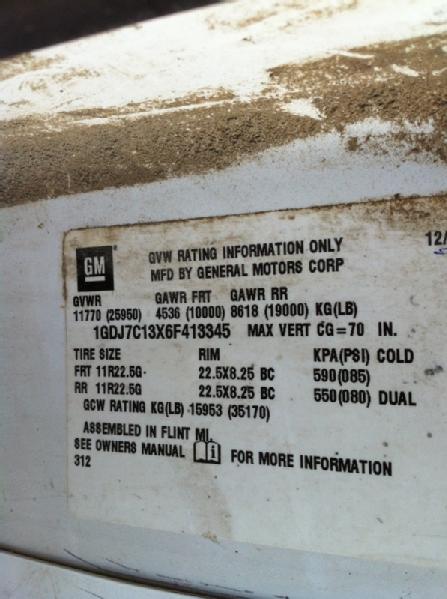 GM
GVW RATING INFORMATION ONLY
MFD BY GENERAL MOTORS CORP
12/
GVWR GAWR FRT GAWR RR
11770 (25950) 4536 (10000) 8618 (19000) KG(LB)
1GDJ7C13X6F413345 MAX VERT CG=70 IN.
TIRE SIZE RIM KPA(PSI) COLD
FRT 11R22.5G 22.5X8.25 BC 590(085)
RR 11R22.5G 22.5X8.25 BC 550(080) DUAL
GCW RATING KG(LB) 15953 (35170)
ASSEMBLED IN FLINT MI.
SEE OWNERS MANUAL i FOR MORE INFORMATION
312